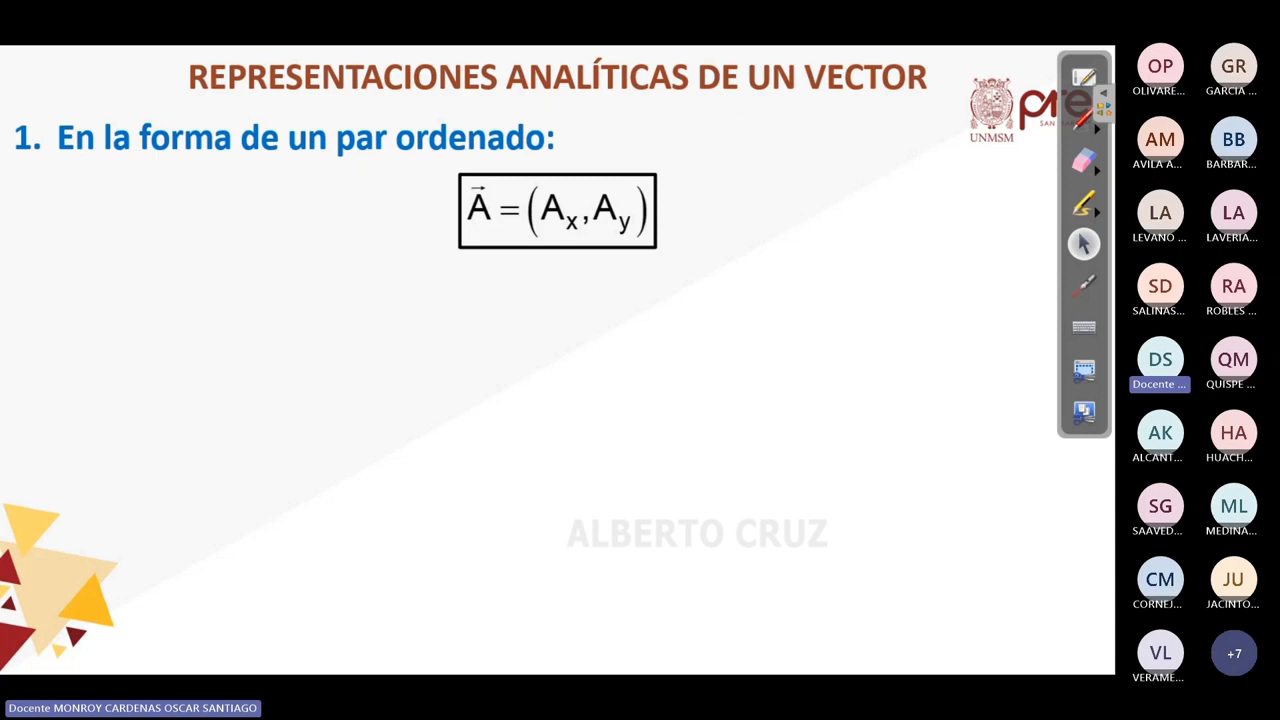 REPRESENTACIONES ANALÍTICAS DE UN VECTOR
UNMSM
pre
1. En la forma de un par ordenado:
A⃗ = (Aₓ, Aᵧ)
ALBERTO CRUZ
OP GR
OLIVARE... GARCIA ...
AM BB
AVILA A... BARBAR...
LA LA
LEVANO ... LAVERIA...
SD RA
SALINAS... ROBLES ...
DS QM
Docente ... QUISPE ...
AK HA
ALCANT... HUACH...
SG ML
SAAVED... MEDINA...
CM JU
CORNEJ... JACINTO...
VL +7
VERAME...
Docente MONROY CARDENAS OSCAR SANTIAGO